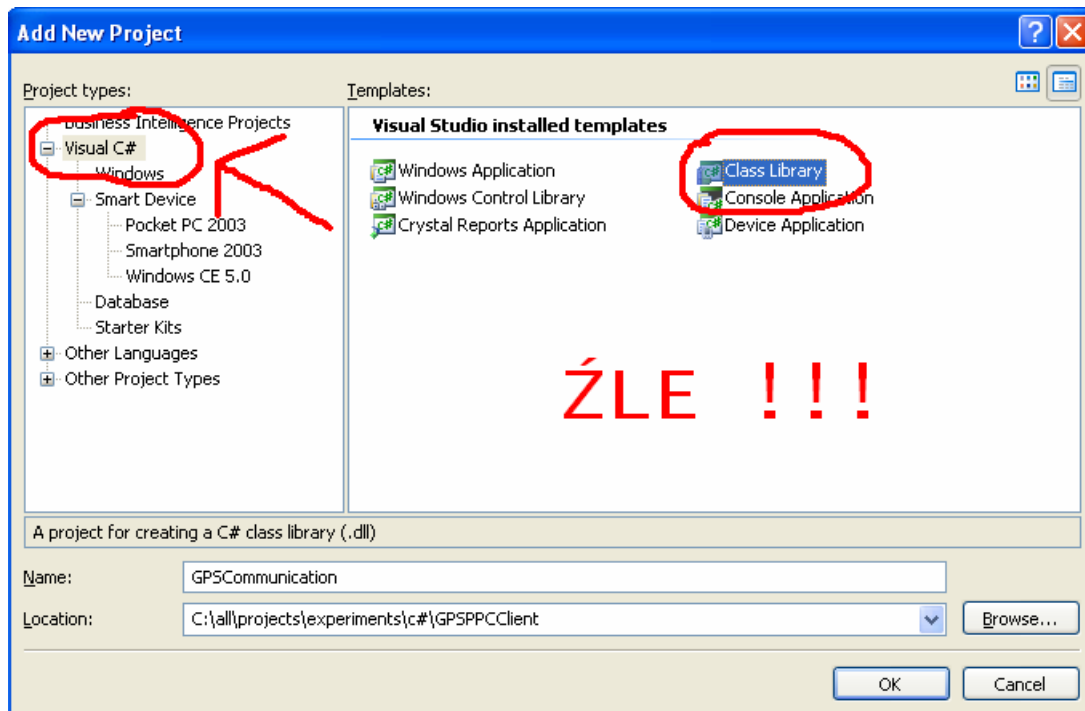 Add New Project
Project types:
Templates:
Business Intelligence Projects
Visual C#
Windows
Smart Device
Pocket PC 2003
Smartphone 2003
Windows CE 5.0
Database
Starter Kits
Other Languages
Other Project Types
Visual Studio installed templates
Windows Application
Class Library
Windows Control Library
Console Application
Crystal Reports Application
Device Application
ŹLE !!!
A project for creating a C# class library (.dll)
Name:
GPSCommunication
Location:
C:\all\projects\experiments\c#\GPSPPCClient
Browse...
OK
Cancel